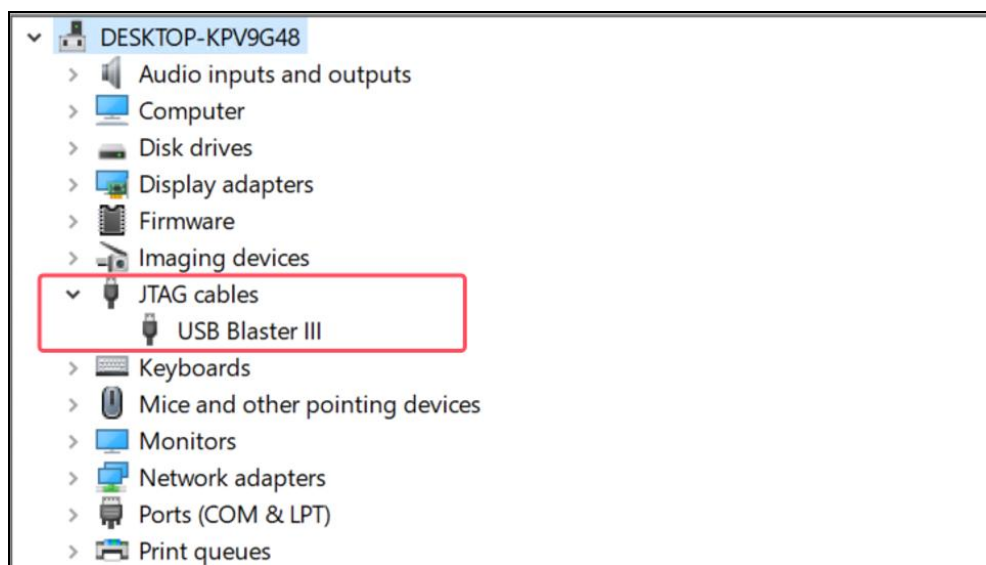 DESKTOP-KPV9G48
Audio inputs and outputs
Computer
Disk drives
Display adapters
Firmware
Imaging devices
JTAG cables
USB Blaster III
Keyboards
Mice and other pointing devices
Monitors
Network adapters
Ports (COM & LPT)
Print queues